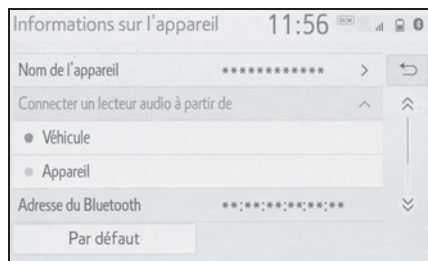 Informations sur l'appareil 11:56 DCM
Nom de l'appareil ************ >
Connecter un lecteur audio à partir de
Véhicule
Appareil
Adresse du Bluetooth **:**:**:**:**:**
Par défaut